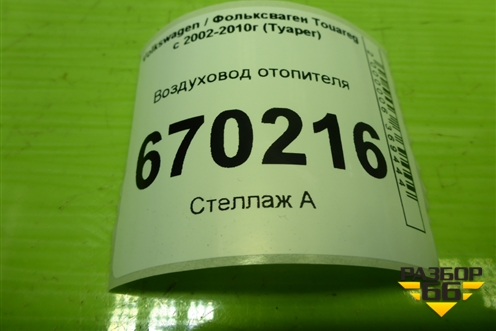 Volkswagen / Фольксваген Touareg
с 2002-2010г (Туарег)
Воздуховод отопителя
670216
Стеллаж А
РАЗБОР
66